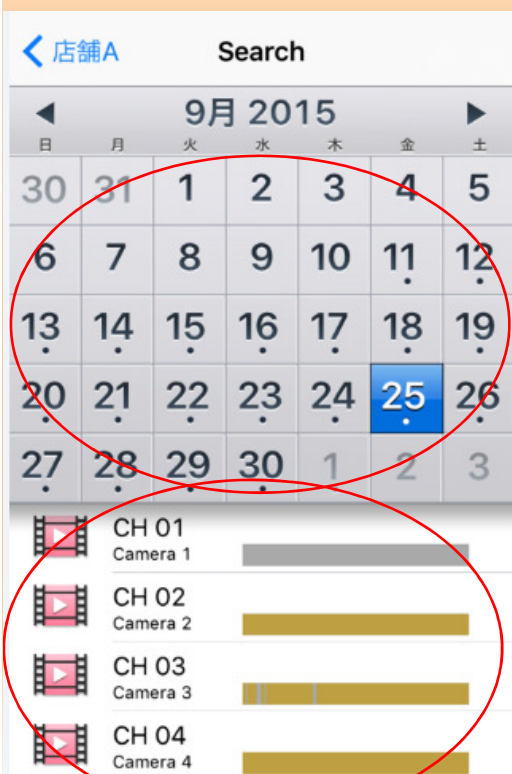 店舗A Search
9月 2015
日 月 火 水 木 金 土
30 31 1 2 3 4 5
6 7 8 9 10 11 12
13 14 15 16 17 18 19
20 21 22 23 24 25 26
27 28 29 30 1 2 3
CH 01
Camera 1
CH 02
Camera 2
CH 03
Camera 3
CH 04
Camera 4